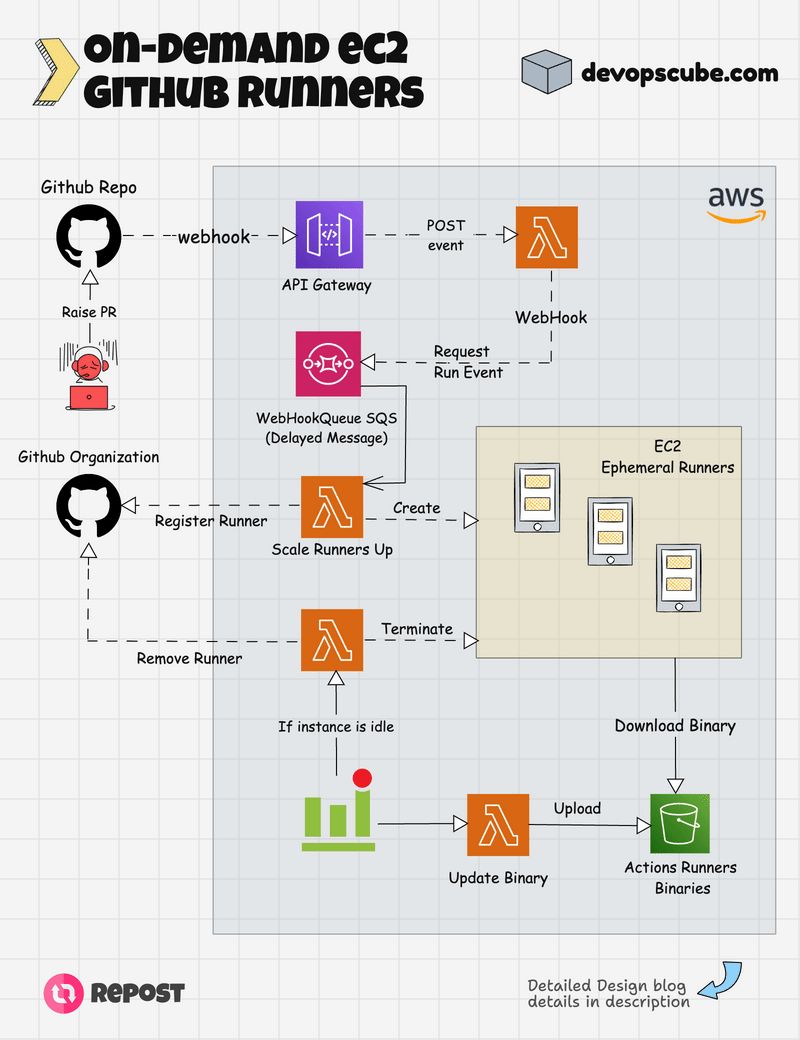 On-Demand EC2
Github Runners
devopscube.com
aws
Github Repo
webhook
API Gateway
POST
event
WebHook
Raise PR
Request
Run Event
WebHookQueue SQS
(Delayed Message)
Github Organization
Register Runner
Scale Runners Up
Create
EC2
Ephemeral Runners
Terminate
Remove Runner
If instance is idle
Download Binary
Update Binary
Upload
Actions Runners
Binaries
Repost
Detailed Design blog
details in description